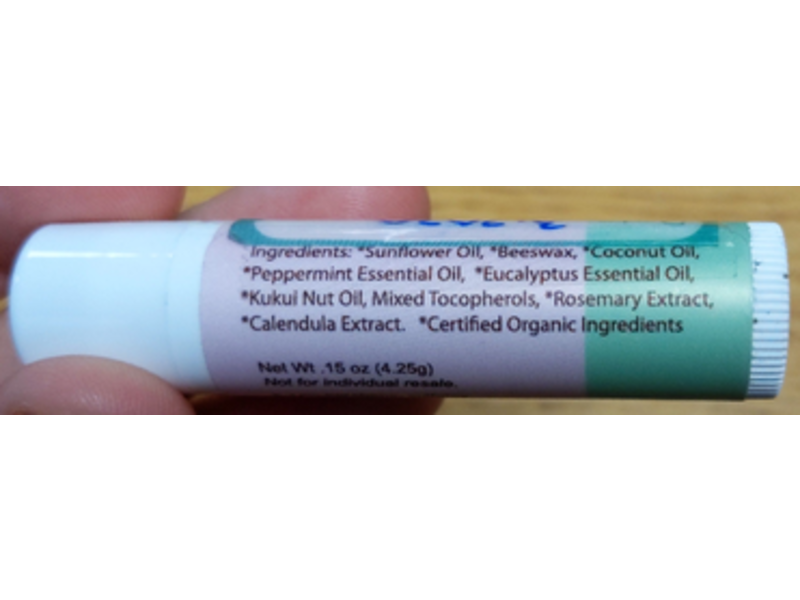 Ingredients: *Sunflower Oil, *Beeswax, *Coconut Oil,
*Peppermint Essential Oil, *Eucalyptus Essential Oil,
*Kukui Nut Oil, Mixed Tocopherols, *Rosemary Extract,
*Calendula Extract. *Certified Organic Ingredients
Net Wt .15 oz (4.25g)
Not for individual resale.